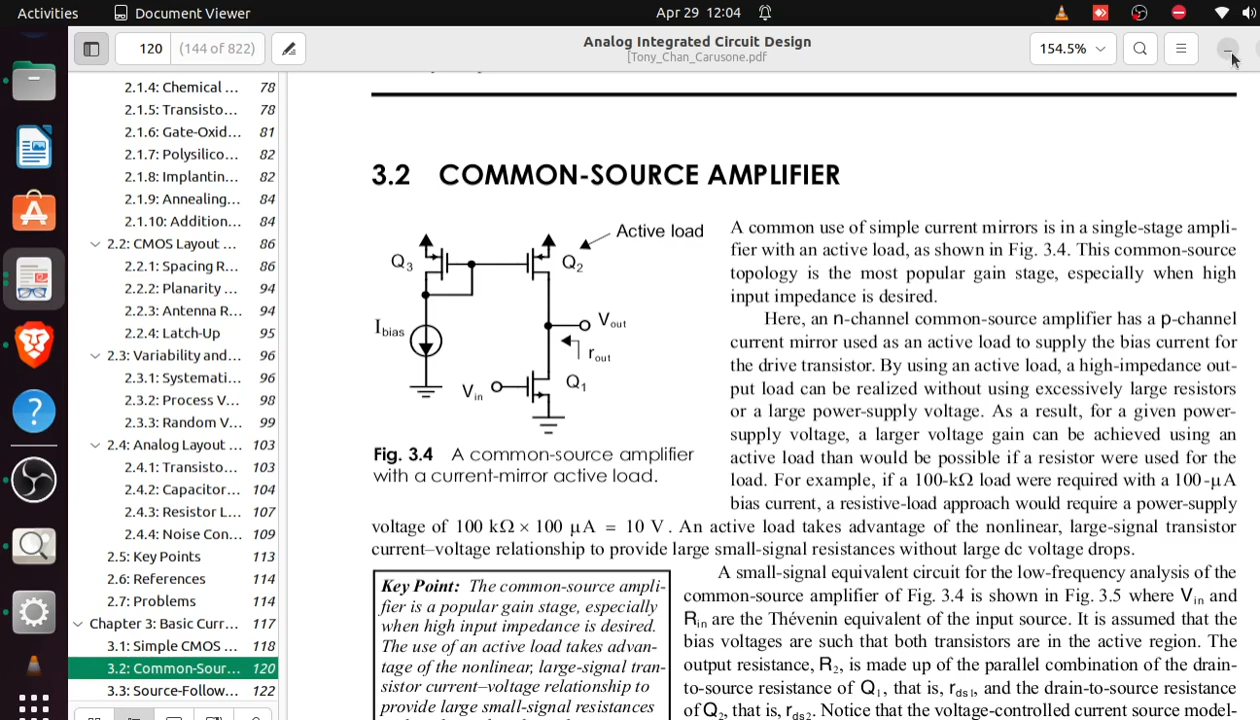 Activities
Document Viewer
Apr 29 12:04
120
(144 of 822)
Analog Integrated Circuit Design
[Tony_Chan_Carusone.pdf
154.5%
2.1.4: Chemical ... 78
2.1.5: Transisto... 78
2.1.6: Gate-Oxid... 81
2.1.7: Polysilico... 82
2.1.8: Implantin... 82
2.1.9: Annealing... 84
2.1.10: Addition... 84
2.2: CMOS Layout ... 86
2.2.1: Spacing R... 86
2.2.2: Planarity ... 94
2.2.3: Antenna R... 94
2.2.4: Latch-Up 95
2.3: Variability and... 96
2.3.1: Systemati... 96
2.3.2: Process V... 98
2.3.3: Random V... 99
2.4: Analog Layout ... 103
2.4.1: Transisto... 103
2.4.2: Capacitor... 104
2.4.3: Resistor L... 107
2.4.4: Noise Con... 109
2.5: Key Points 113
2.6: References 114
2.7: Problems 114
Chapter 3: Basic Curr... 117
3.1: Simple CMOS ... 118
3.2: Common-Sour... 120
3.3: Source-Follow... 122
3.2 COMMON-SOURCE AMPLIFIER
Active load
Q3
Q2
Ibias
Vout
rout
Vin
Q1
Fig. 3.4 A common-source amplifier
with a current-mirror active load.
A common use of simple current mirrors is in a single-stage ampli-
fier with an active load, as shown in Fig. 3.4. This common-source
topology is the most popular gain stage, especially when high
input impedance is desired.
Here, an n-channel common-source amplifier has a p-channel
current mirror used as an active load to supply the bias current for
the drive transistor. By using an active load, a high-impedance out-
put load can be realized without using excessively large resistors
or a large power-supply voltage. As a result, for a given power-
supply voltage, a larger voltage gain can be achieved using an
active load than would be possible if a resistor were used for the
load. For example, if a 100-kΩ load were required with a 100-μA
bias current, a resistive-load approach would require a power-supply
voltage of 100 kΩ × 100 μA = 10 V. An active load takes advantage of the nonlinear, large-signal transistor
current–voltage relationship to provide large small-signal resistances without large dc voltage drops.
Key Point: The common-source ampli-
fier is a popular gain stage, especially
when high input impedance is desired.
The use of an active load takes advan-
tage of the nonlinear, large-signal tran-
sistor current–voltage relationship to
provide large small-signal resistances
A small-signal equivalent circuit for the low-frequency analysis of the
common-source amplifier of Fig. 3.4 is shown in Fig. 3.5 where Vin and
Rin are the Thévenin equivalent of the input source. It is assumed that the
bias voltages are such that both transistors are in the active region. The
output resistance, R2, is made up of the parallel combination of the drain-
to-source resistance of Q1, that is, rds1, and the drain-to-source resistance
of Q2, that is, rds2. Notice that the voltage-controlled current source model-